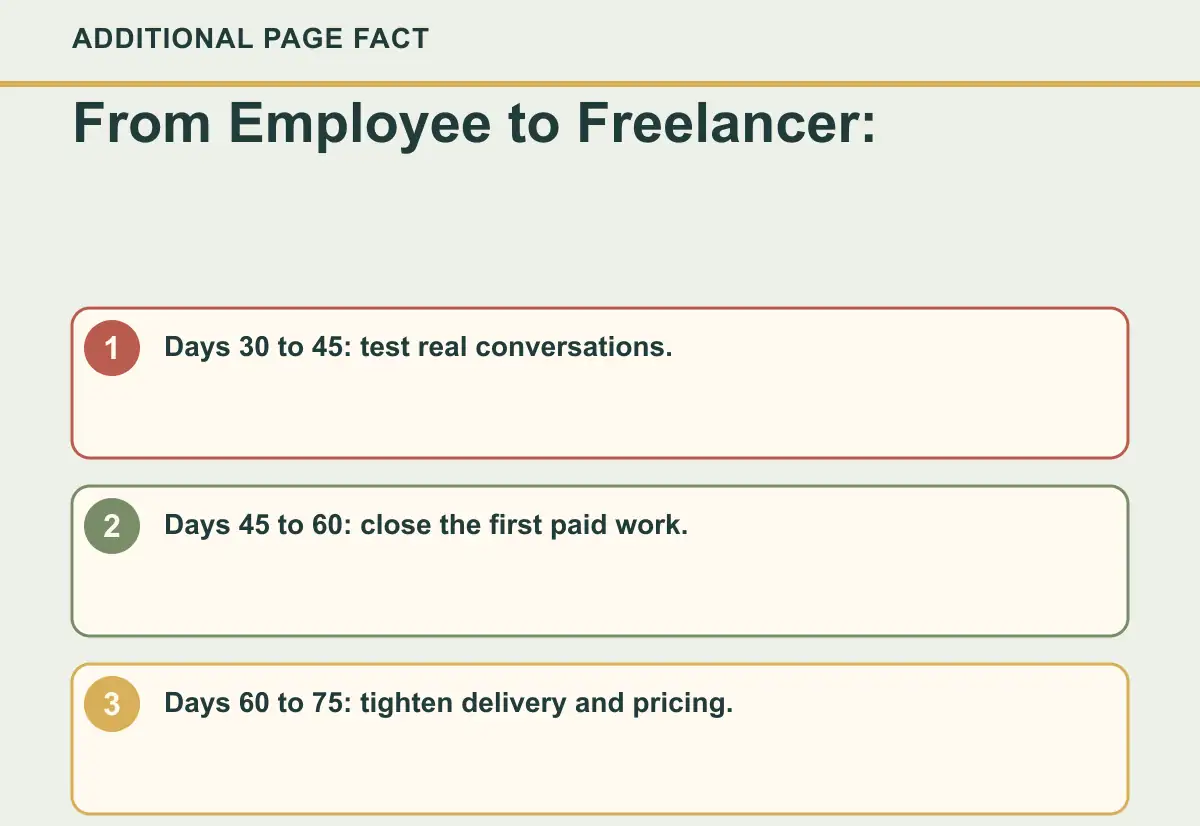 ADDITIONAL PAGE FACT
From Employee to Freelancer:
1
Days 30 to 45: test real conversations.
2
Days 45 to 60: close the first paid work.
3
Days 60 to 75: tighten delivery and pricing.